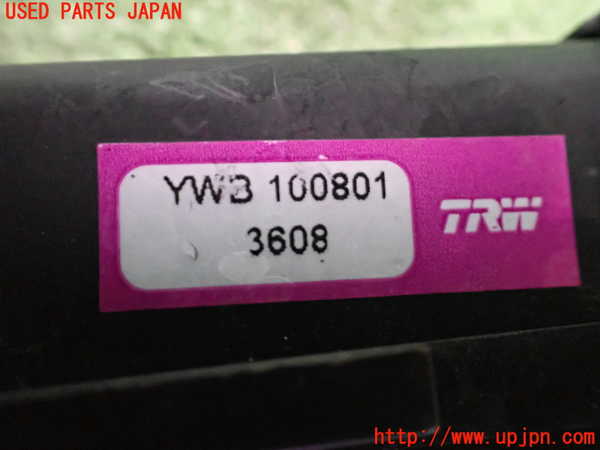 USED PARTS JAPAN
YWB 100801
3608
TRW
http://www.upjpn.com/